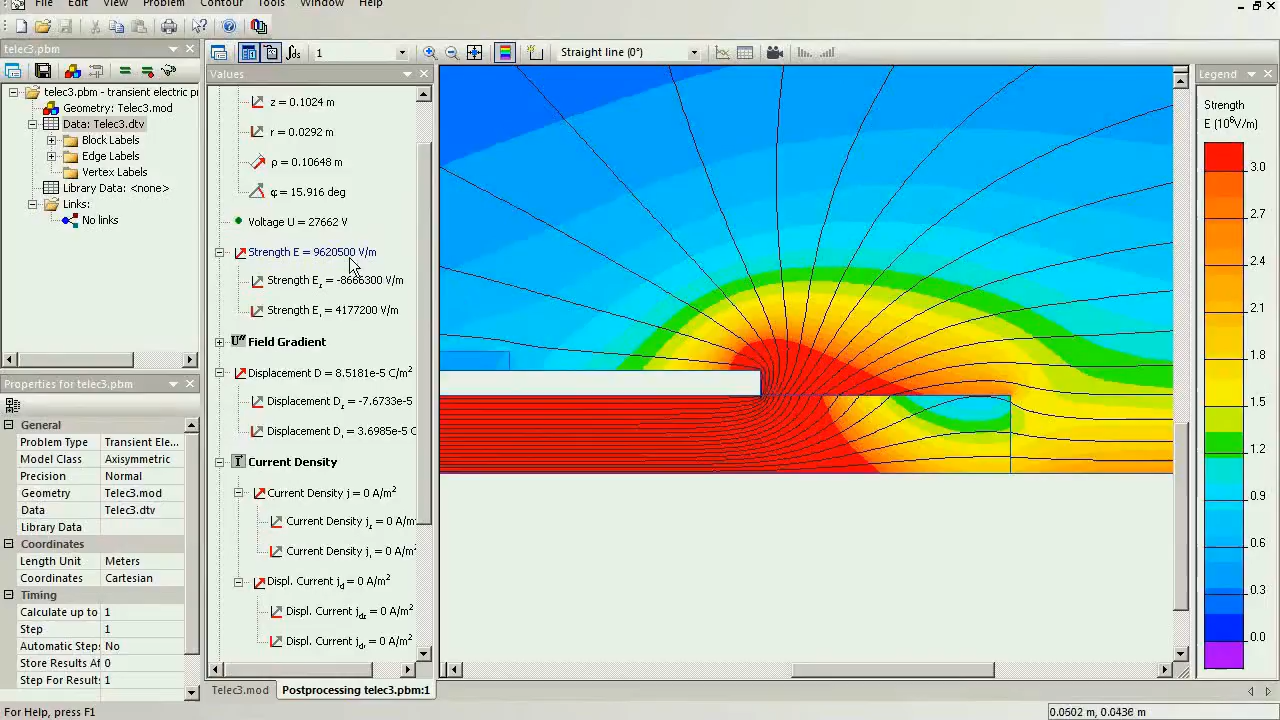 File Edit View Problem Contour Tools Window Help
1
Straight line (0°)
telec3.pbm
telec3.pbm - transient electric pr
Geometry: Telec3.mod
Data: Telec3.dtv
Block Labels
Edge Labels
Vertex Labels
Library Data: <none>
Links:
No links
Properties for telec3.pbm
General
Problem Type Transient Ele...
Model Class Axisymmetric
Precision Normal
Geometry Telec3.mod
Data Telec3.dtv
Library Data
Coordinates
Length Unit Meters
Coordinates Cartesian
Timing
Calculate up to 1
Step 1
Automatic Step: No
Store Results Af 0
Step For Results 1
Values
z = 0.1024 m
r = 0.0292 m
ρ = 0.10648 m
φ = 15.916 deg
Voltage U = 27662 V
Strength E = 9620500 V/m
Strength Ez = -8666300 V/m
Strength Er = 4177200 V/m
Field Gradient
Displacement D = 8.5181e-5 C/m²
Displacement Dz = -7.6733e-5
Displacement Dr = 3.6985e-5 C
Current Density
Current Density j = 0 A/m²
Current Density jz = 0 A/m
Current Density jr = 0 A/m
Displ. Current jd = 0 A/m²
Displ. Current jdz = 0 A/m²
Displ. Current jdr = 0 A/m²
Telec3.mod Postprocessing telec3.pbm:1
Legend
Strength
E (10⁶V/m)
3.0
2.7
2.4
2.1
1.8
1.5
1.2
0.9
0.6
0.3
0.0
For Help, press F1
0.0602 m, 0.0436 m